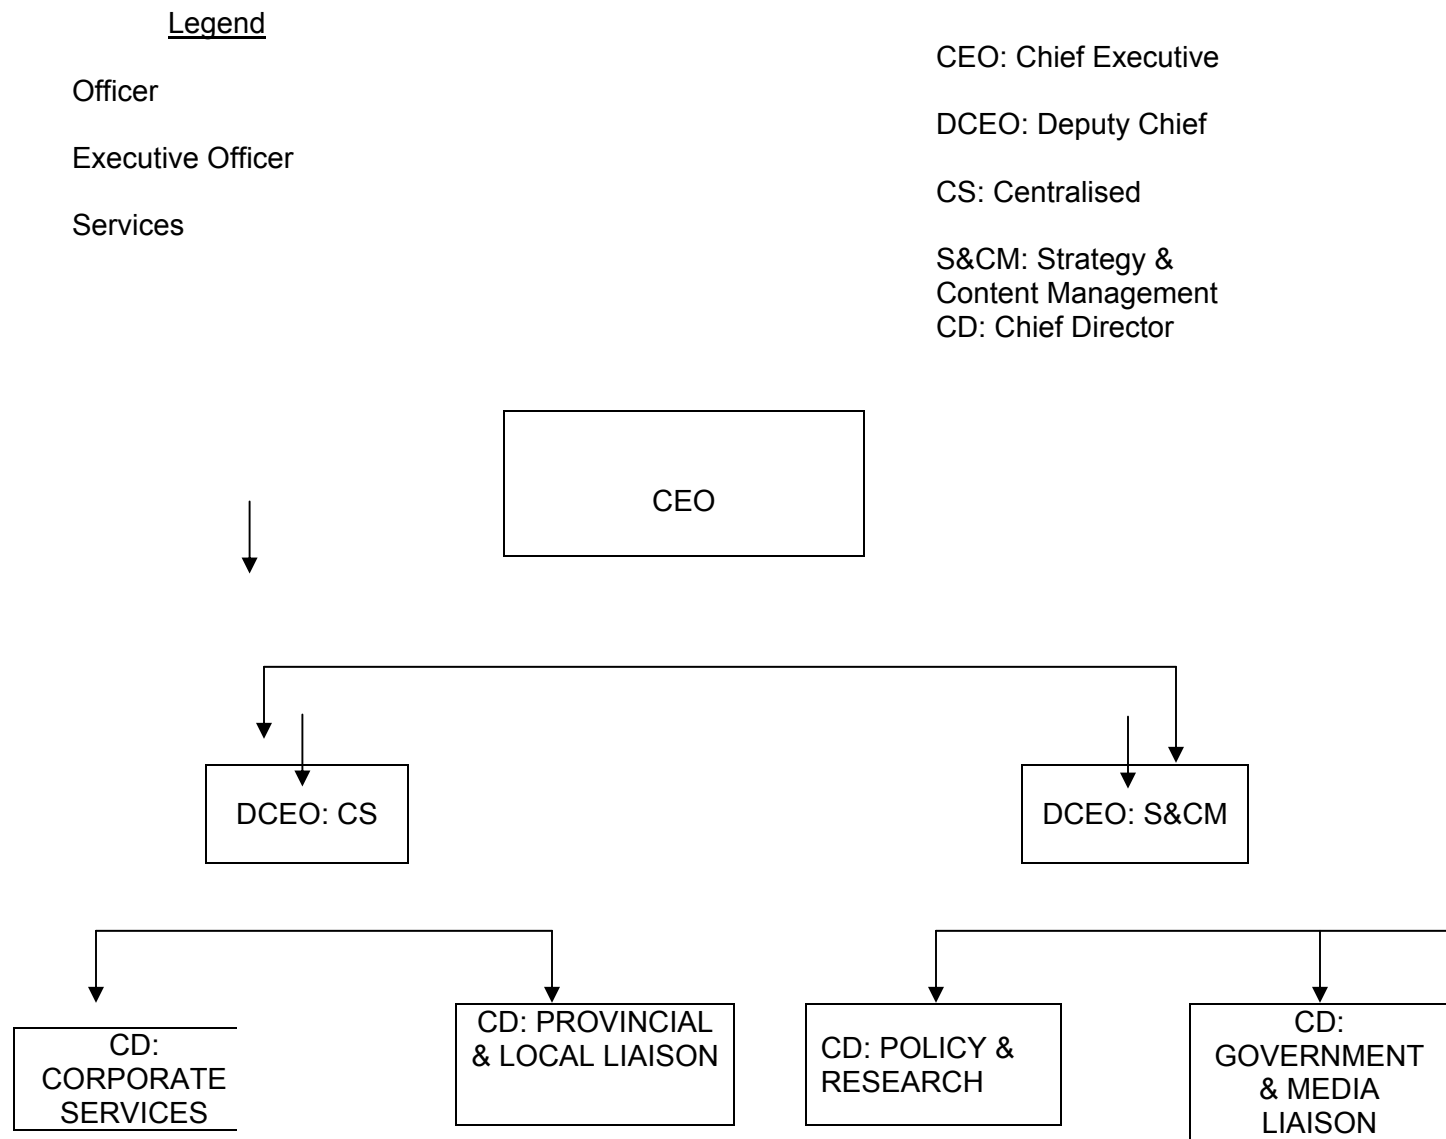 Legend
CEO: Chief Executive
Officer
DCEO: Deputy Chief
Executive Officer
CS: Centralised
Services
S&CM: Strategy &
Content Management
CD: Chief Director
CEO
DCEO: CS
DCEO: S&CM
CD:
CORPORATE
SERVICES
CD: PROVINCIAL
& LOCAL LIAISON
CD: POLICY &
RESEARCH
CD:
GOVERNMENT
& MEDIA
LIAISON